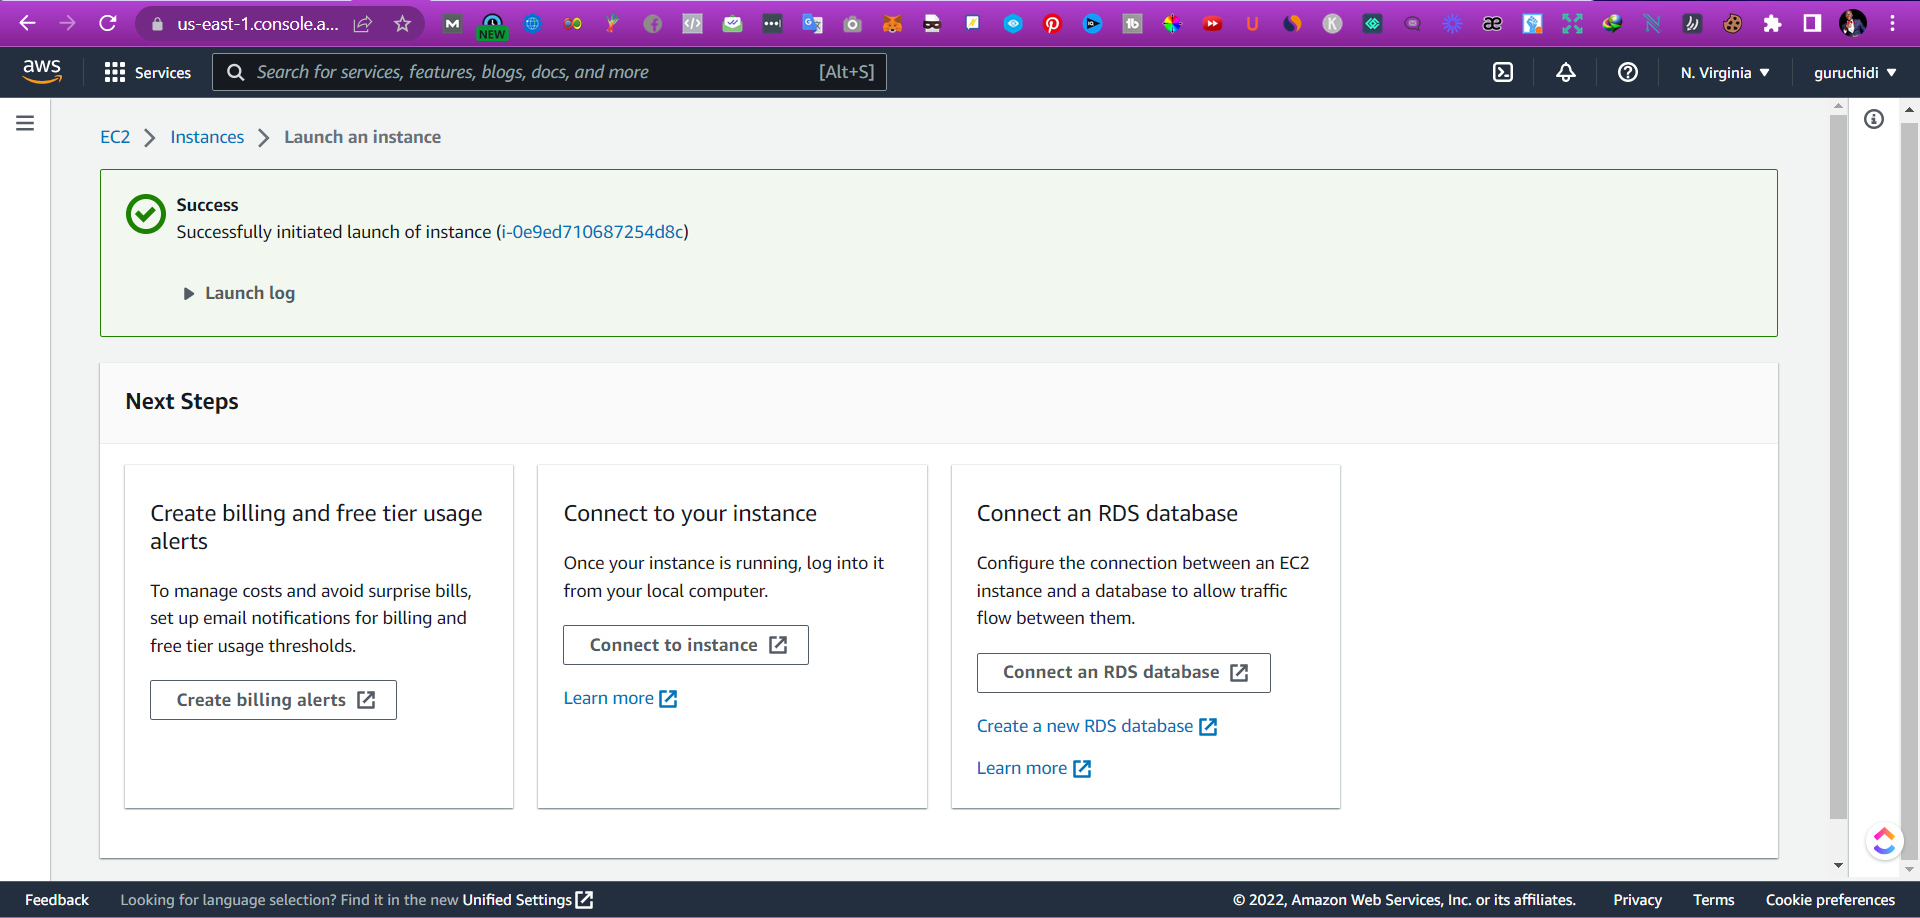 us-east-1.console.a...
NEW
aws
Services
Search for services, features, blogs, docs, and more
[Alt+S]
N. Virginia
guruchidi
EC2
Instances
Launch an instance
Success
Successfully initiated launch of instance (i-0e9ed710687254d8c)
Launch log
Next Steps
Create billing and free tier usage
alerts
To manage costs and avoid surprise bills,
set up email notifications for billing and
free tier usage thresholds.
Create billing alerts
Connect to your instance
Once your instance is running, log into it
from your local computer.
Connect to instance
Learn more
Connect an RDS database
Configure the connection between an EC2
instance and a database to allow traffic
flow between them.
Connect an RDS database
Create a new RDS database
Learn more
Feedback
Looking for language selection? Find it in the new Unified Settings
© 2022, Amazon Web Services, Inc. or its affiliates.
Privacy
Terms
Cookie preferences